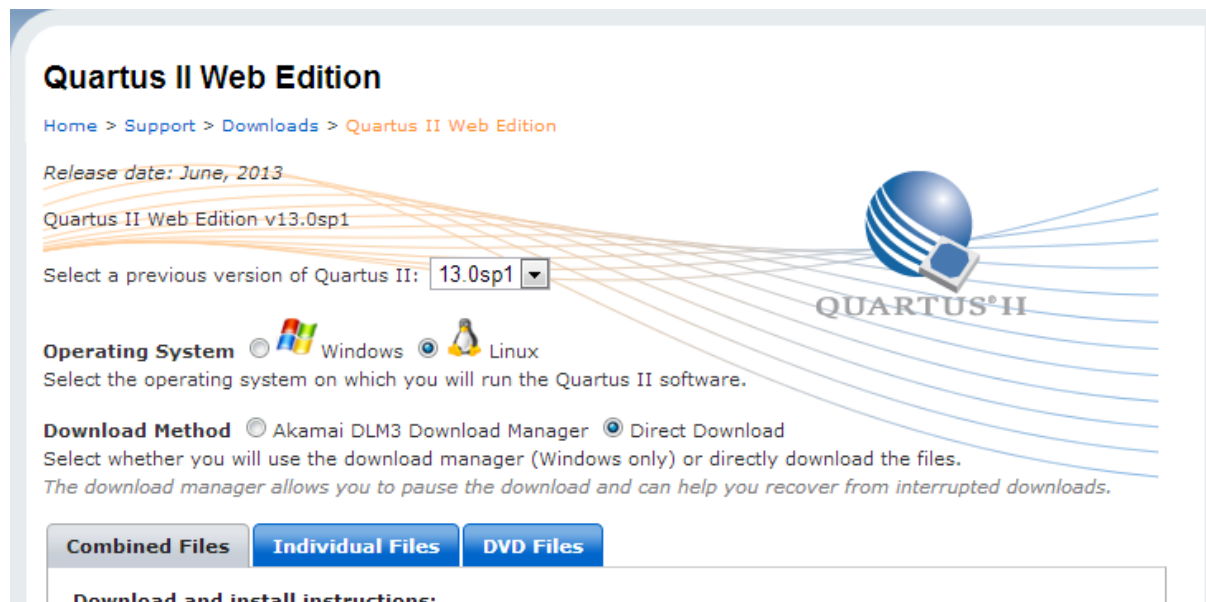 Quartus II Web Edition
Home > Support > Downloads > Quartus II Web Edition
Release date: June, 2013
Quartus II Web Edition v13.0sp1
Select a previous version of Quartus II: 13.0sp1
QUARTUS® II
Operating System Windows Linux
Select the operating system on which you will run the Quartus II software.
Download Method Akamai DLM3 Download Manager Direct Download
Select whether you will use the download manager (Windows only) or directly download the files.
The download manager allows you to pause the download and can help you recover from interrupted downloads.
Combined Files Individual Files DVD Files
Download and install instructions: